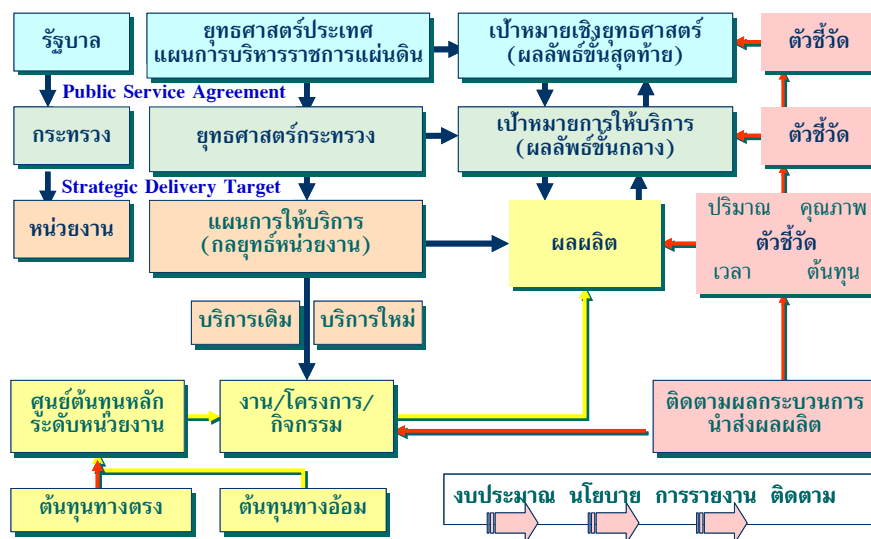 รัฐบาล
ยุทธศาสตร์ประเทศ
แผนการบริหารราชการแผ่นดิน
เป้าหมายเชิงยุทธศาสตร์
(ผลลัพธ์ขั้นสุดท้าย)
ตัวชี้วัด
Public Service Agreement
กระทรวง
ยุทธศาสตร์กระทรวง
เป้าหมายการให้บริการ
(ผลลัพธ์ขั้นกลาง)
ตัวชี้วัด
Strategic Delivery Target
หน่วยงาน
แผนการให้บริการ
(กลยุทธ์หน่วยงาน)
ผลผลิต
ปริมาณ คุณภาพ
ตัวชี้วัด
เวลา ต้นทุน
บริการเดิม
บริการใหม่
ศูนย์ต้นทุนหลัก
ระดับหน่วยงาน
งาน/โครงการ/
กิจกรรม
ติดตามผลกระบวนการ
นำส่งผลผลิต
ต้นทุนทางตรง
ต้นทุนทางอ้อม
งบประมาณ นโยบาย การรายงาน ติดตาม